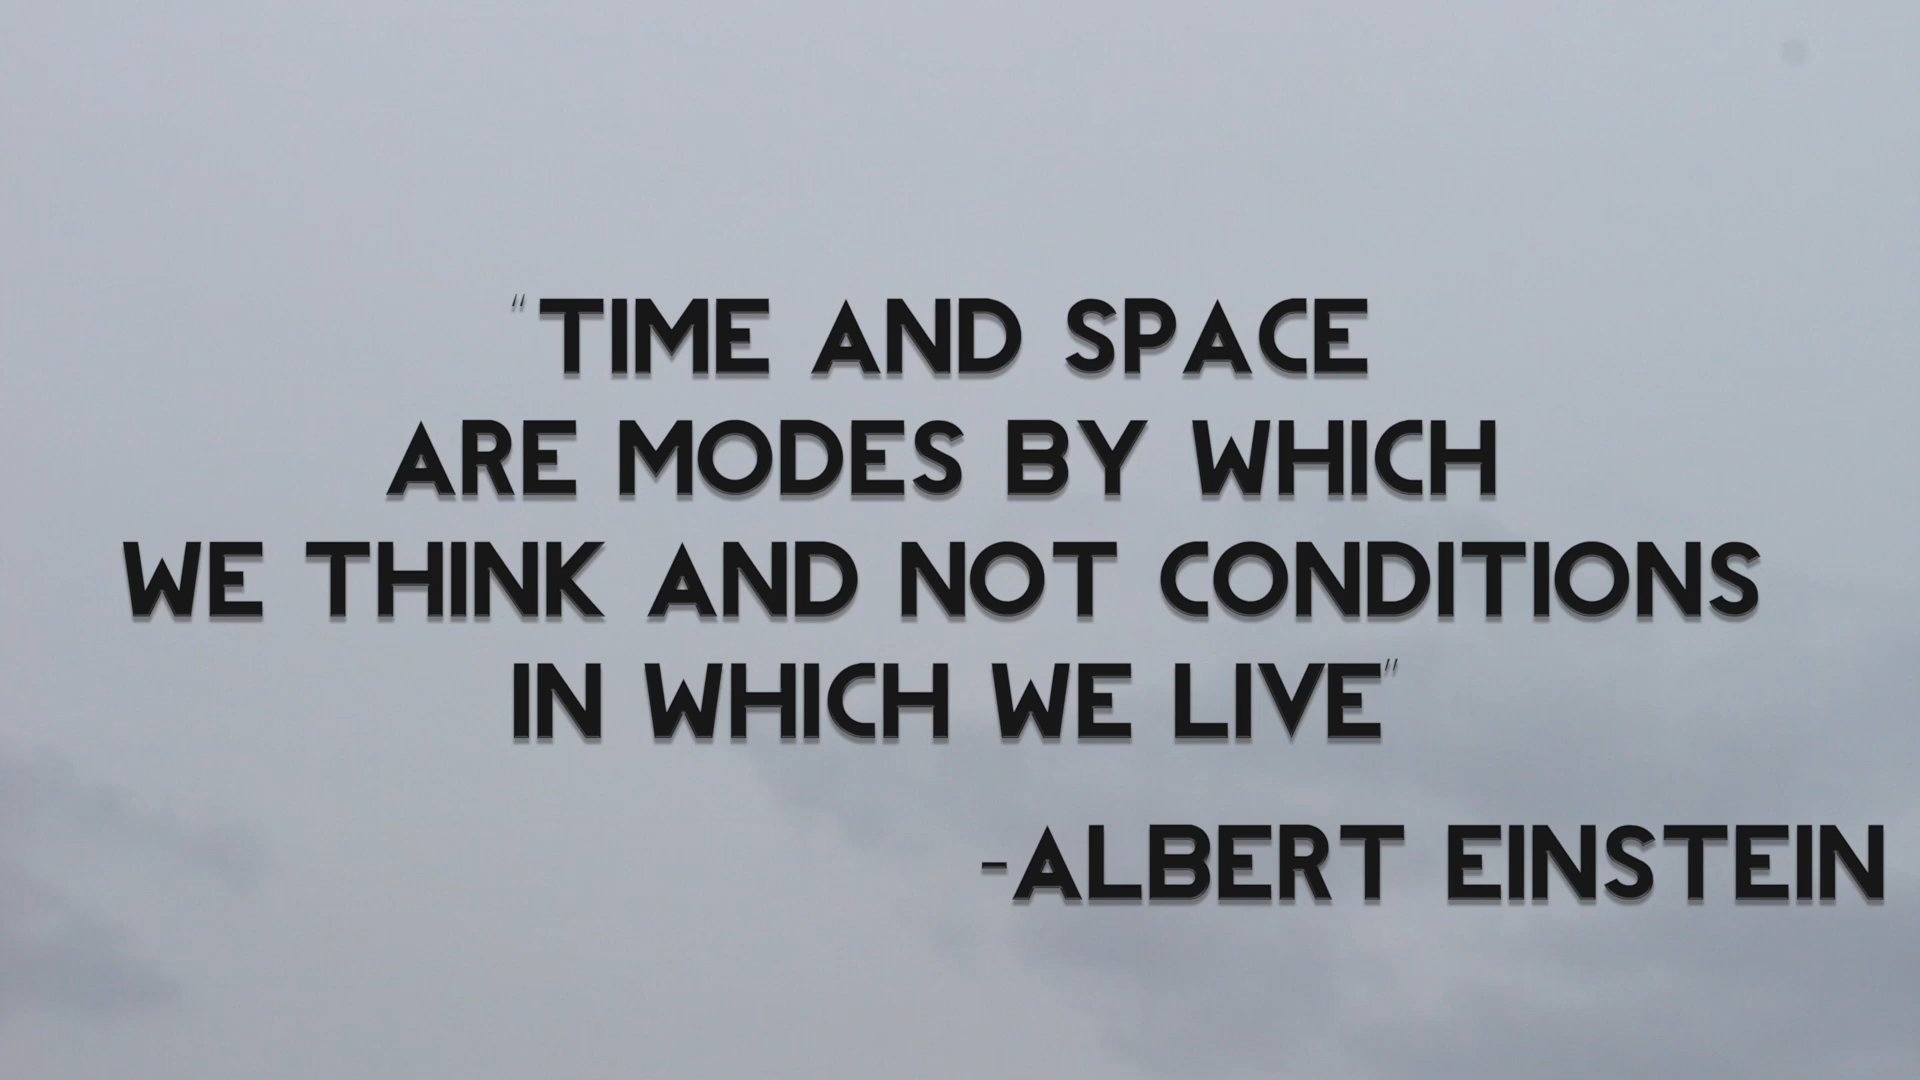 "TIME AND SPACE
ARE MODES BY WHICH
WE THINK AND NOT CONDITIONS
IN WHICH WE LIVE"
-ALBERT EINSTEIN